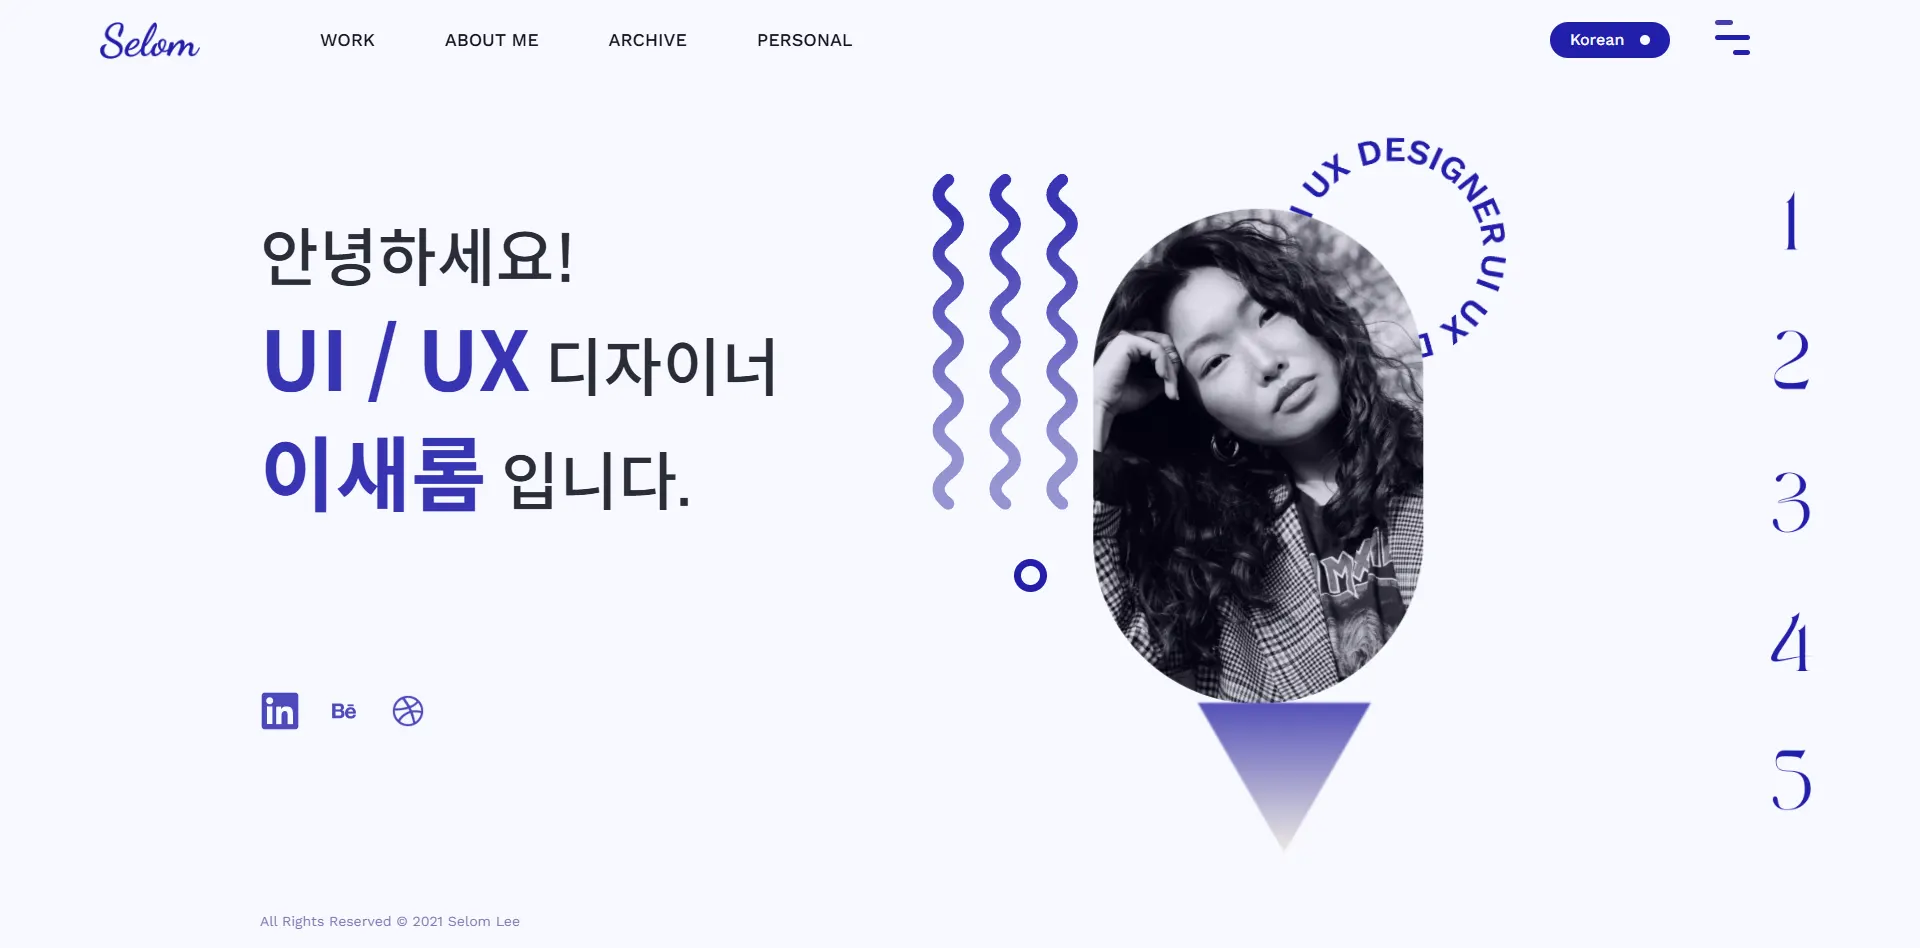 Selom
WORK
ABOUT ME
ARCHIVE
PERSONAL
Korean
안녕하세요!
UI / UX 디자이너
이새롬 입니다.
I UX DESIGNER UI UX
1
2
3
4
5
in
Bē
All Rights Reserved © 2021 Selom Lee